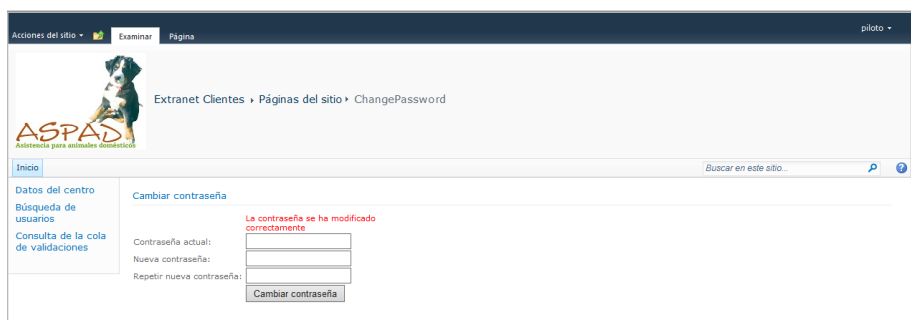 piloto
Acciones del sitio
Examinar
Página
Extranet Clientes
Páginas del sitio
ChangePassword
ASPAD
Asistencia para animales domésticos
Inicio
Buscar en este sitio...
Datos del centro
Búsqueda de
usuarios
Consulta de la cola
de validaciones
Cambiar contraseña
La contraseña se ha modificado
correctamente
Contraseña actual:
Nueva contraseña:
Repetir nueva contraseña:
Cambiar contraseña